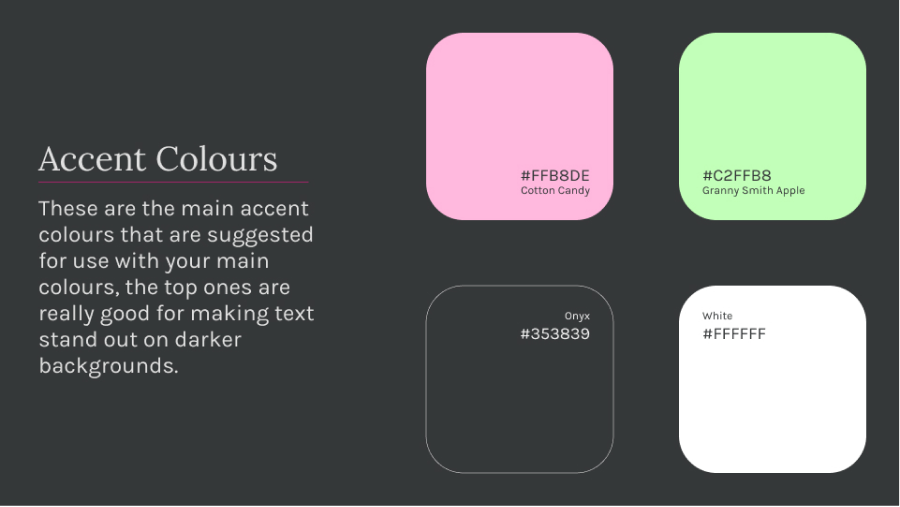 Accent Colours
These are the main accent
colours that are suggested
for use with your main
colours, the top ones are
really good for making text
stand out on darker
backgrounds.
#FFB8DE
Cotton Candy
#C2FFB8
Granny Smith Apple
Onyx
#353839
White
#FFFFFF